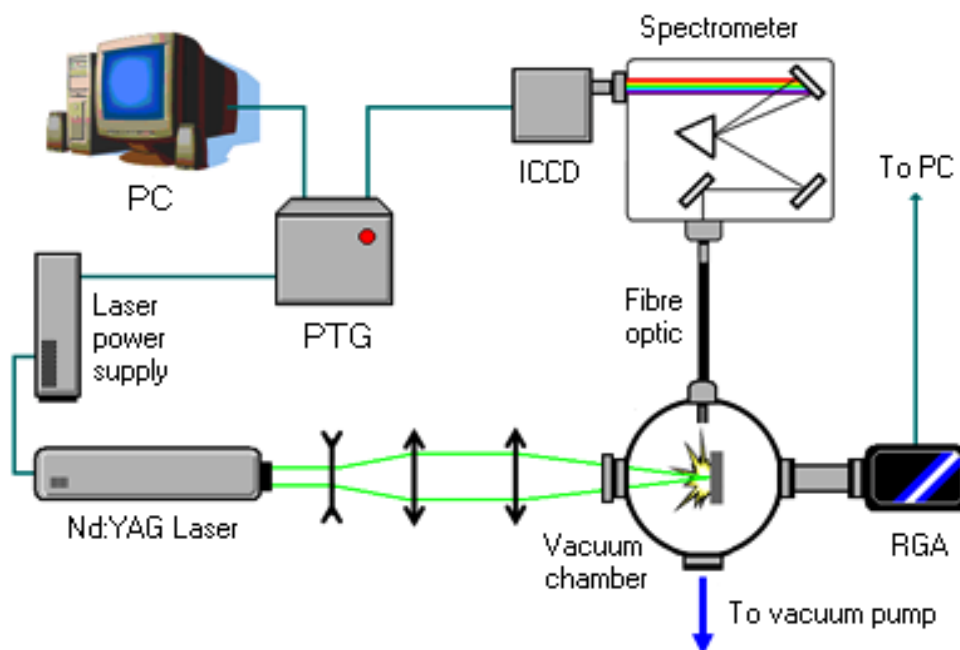 Spectrometer
ICCD
To PC
PC
Laser
power
supply
PTG
Fibre
optic
Nd:YAG Laser
Vacuum
chamber
RGA
To vacuum pump